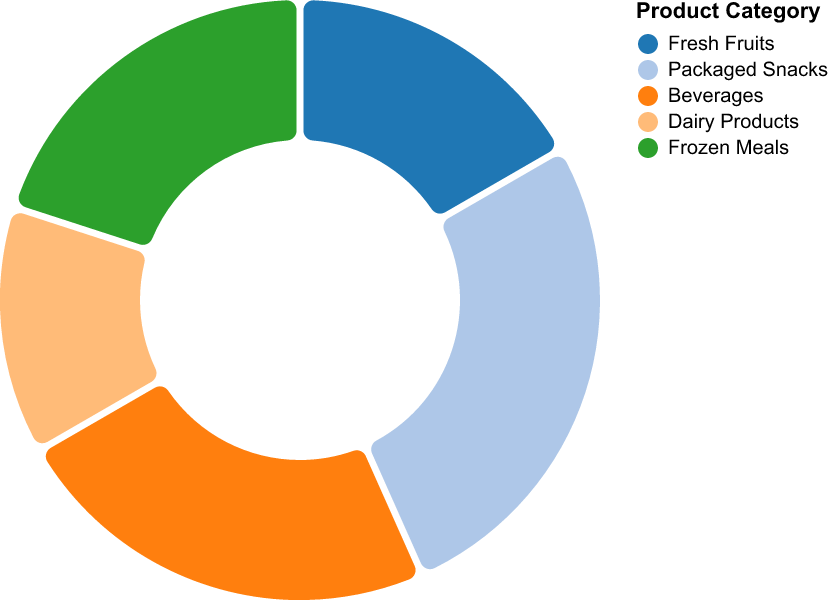 Product Category
Fresh Fruits
Packaged Snacks
Beverages
Dairy Products
Frozen Meals